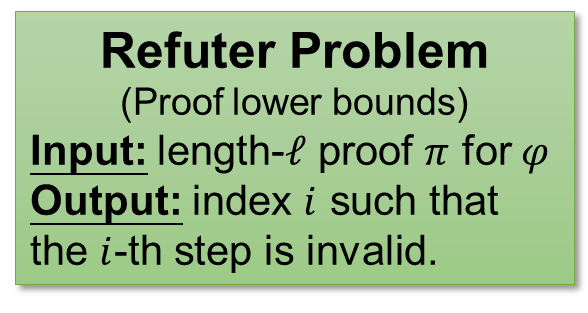 Refuter Problem
(Proof lower bounds)
Input: length-ℓ proof π for φ
Output: index i such that
the i-th step is invalid.